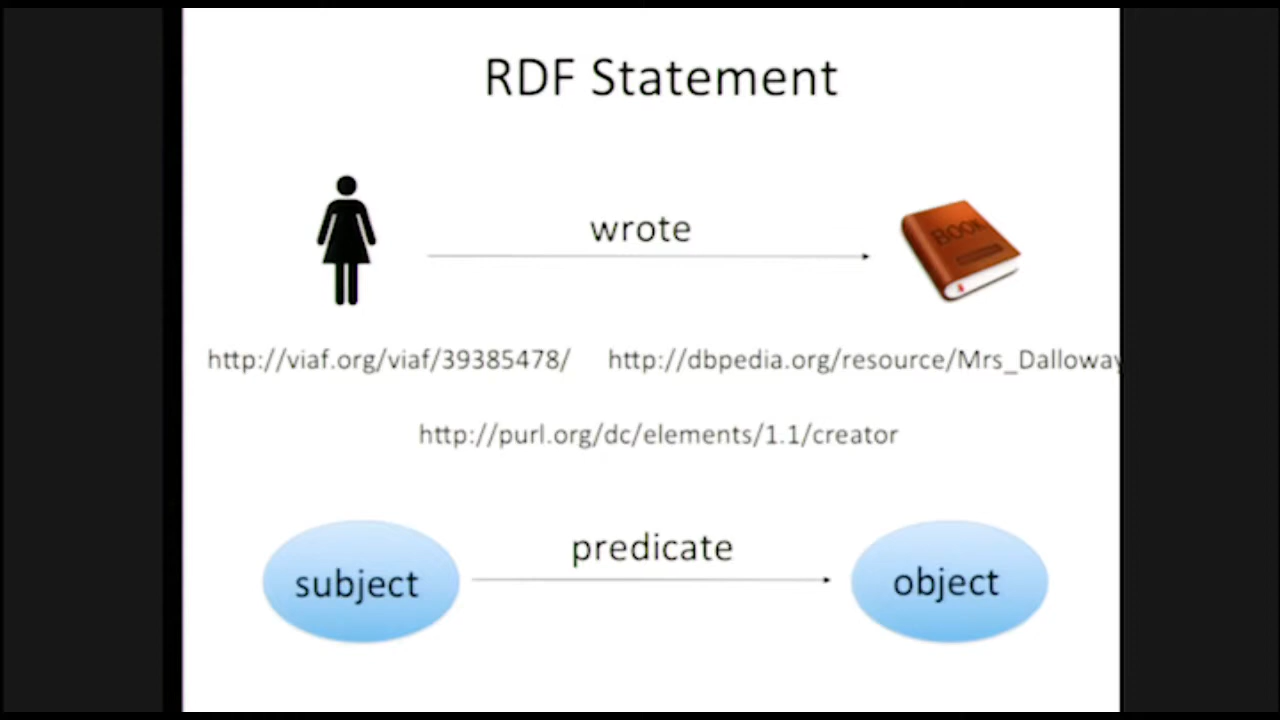 RDF Statement
wrote
BOOK
http://viaf.org/viaf/39385478/ http://dbpedia.org/resource/Mrs_Dalloway
http://purl.org/dc/elements/1.1/creator
predicate
subject object